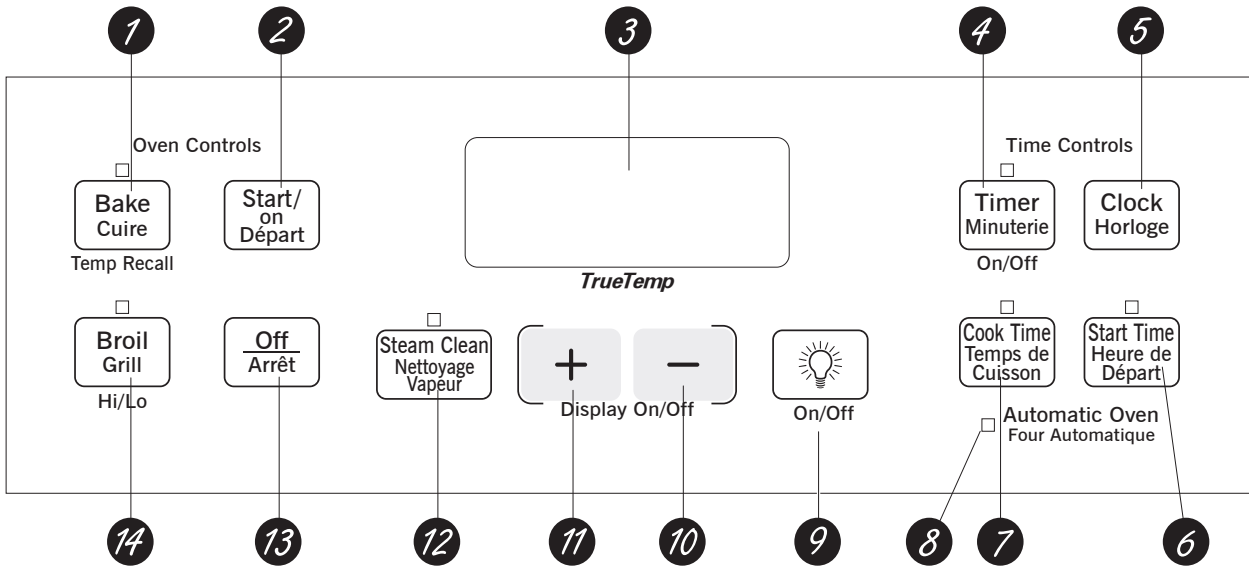 1 2 3 4 5
Oven Controls
Time Controls
Bake
Cuire
Temp Recall
Start/
on
Départ
TrueTemp
Timer
Minuterie
On/Off
Clock
Horloge
Broil
Grill
Hi/Lo
Off
Arrêt
Steam Clean
Nettoyage
Vapeur
+ −
Display On/Off
On/Off
Cook Time
Temps de
Cuisson
Start Time
Heure de
Départ
Automatic Oven
Four Automatique
14 13 12 11 10 9 8 7 6